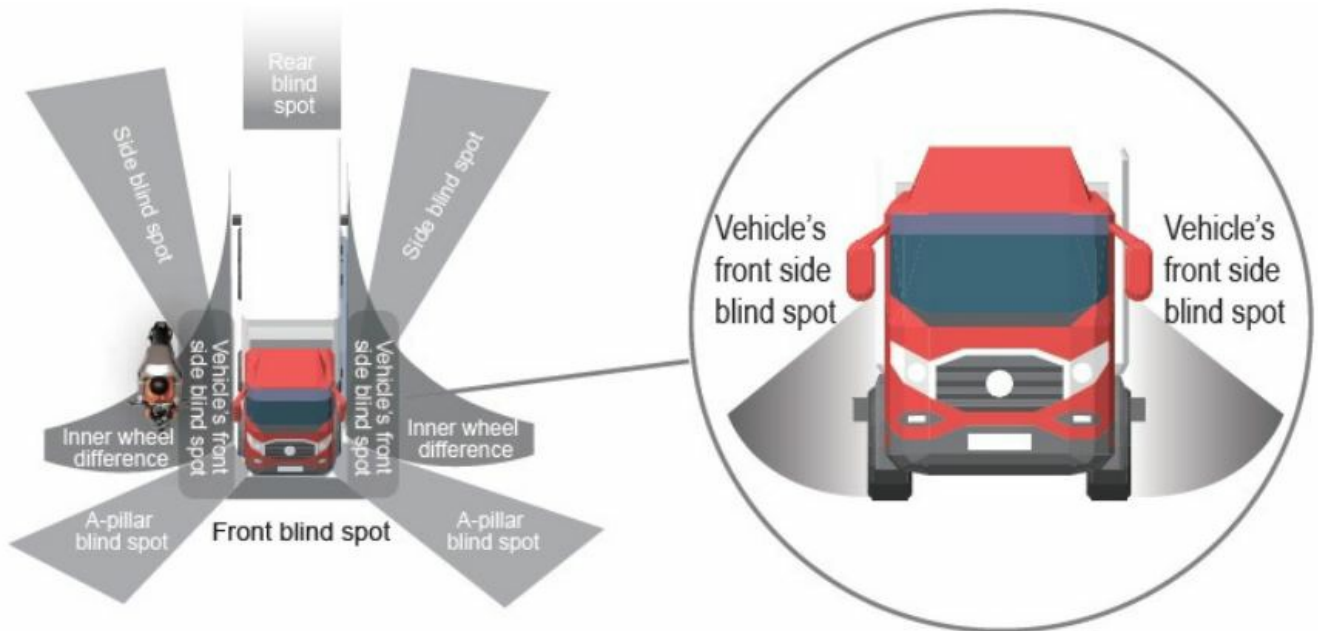 Rear
blind
spot
Side blind spot
Side blind spot
Vehicle's front
side blind spot
Vehicle's front
side blind spot
Inner wheel
difference
Inner wheel
difference
A-pillar
blind spot
Front blind spot
A-pillar
blind spot
Vehicle's
front side
blind spot
Vehicle's
front side
blind spot